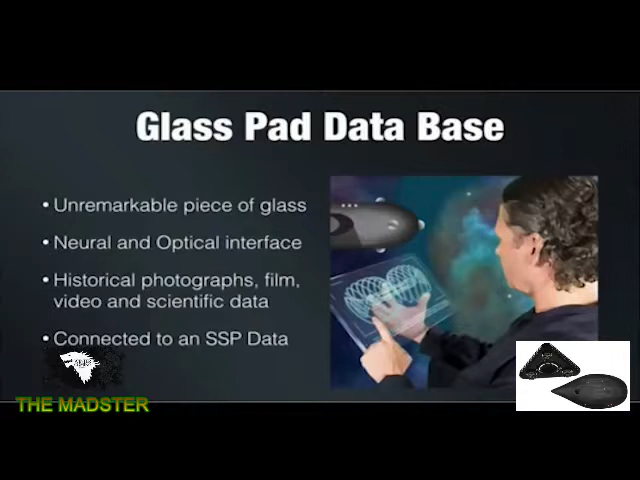 Glass Pad Data Base
• Unremarkable piece of glass
• Neural and Optical interface
• Historical photographs, film,
video and scientific data
• Connected to an SSP Data
THE MADSTER